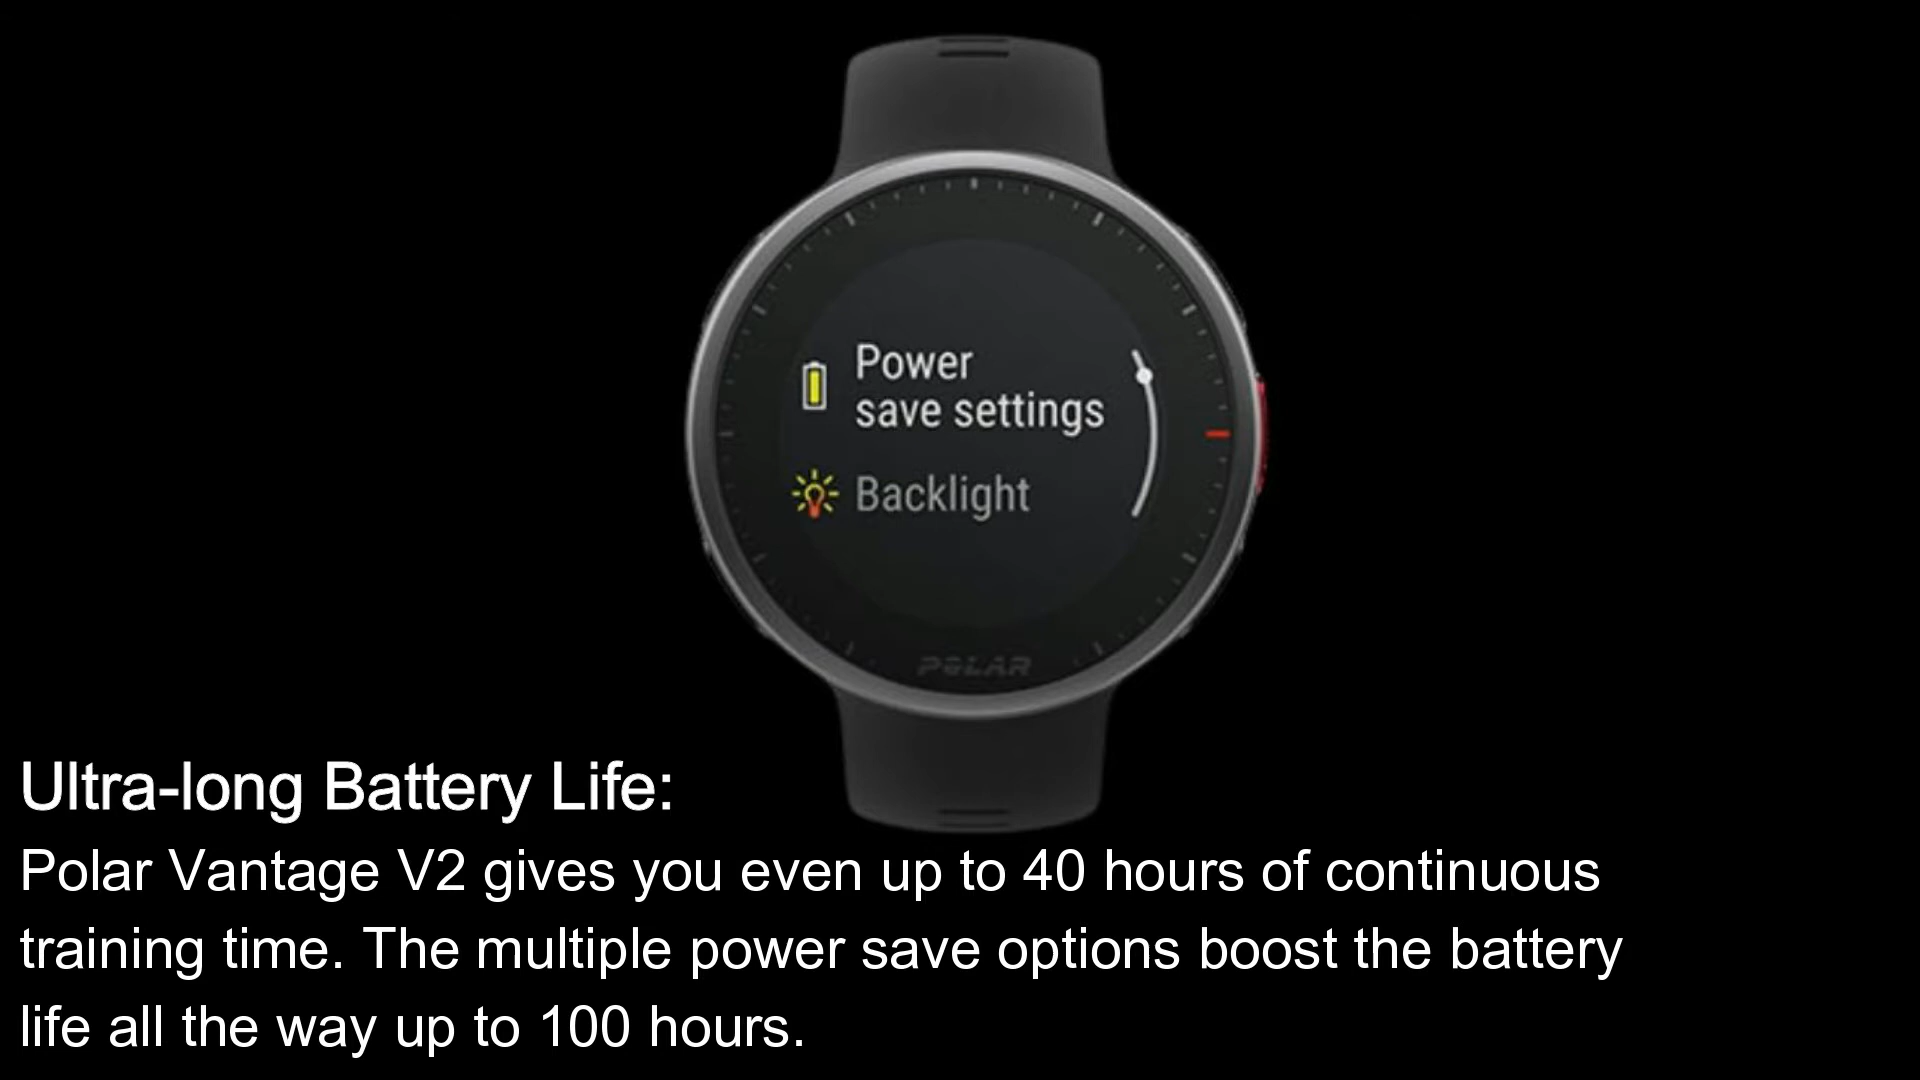 Power
save settings
Backlight
POLAR
Ultra-long Battery Life:
Polar Vantage V2 gives you even up to 40 hours of continuous
training time. The multiple power save options boost the battery
life all the way up to 100 hours.